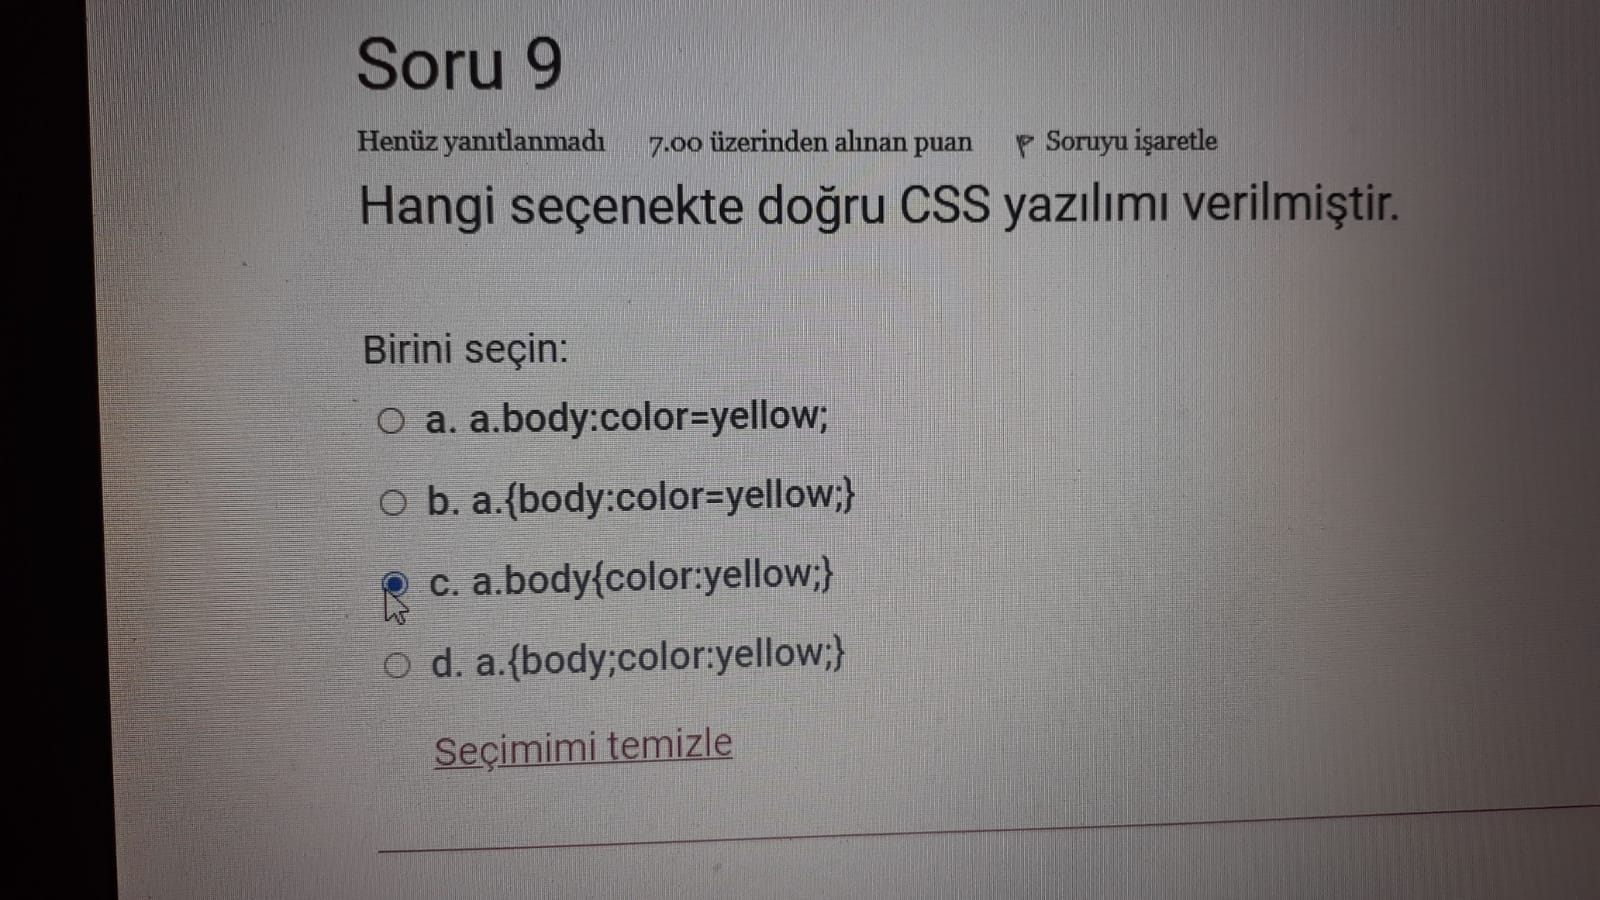 Soru 9
Henüz yanıtlanmadı 7.00 üzerinden alınan puan Soruyu işaretle
Hangi seçenekte doğru CSS yazılımı verilmiştir.
Birini seçin:
a. a.body:color=yellow;
b. a.{body:color=yellow;}
c. a.body{color:yellow;}
d. a.{body;color:yellow;}
Seçimimi temizle